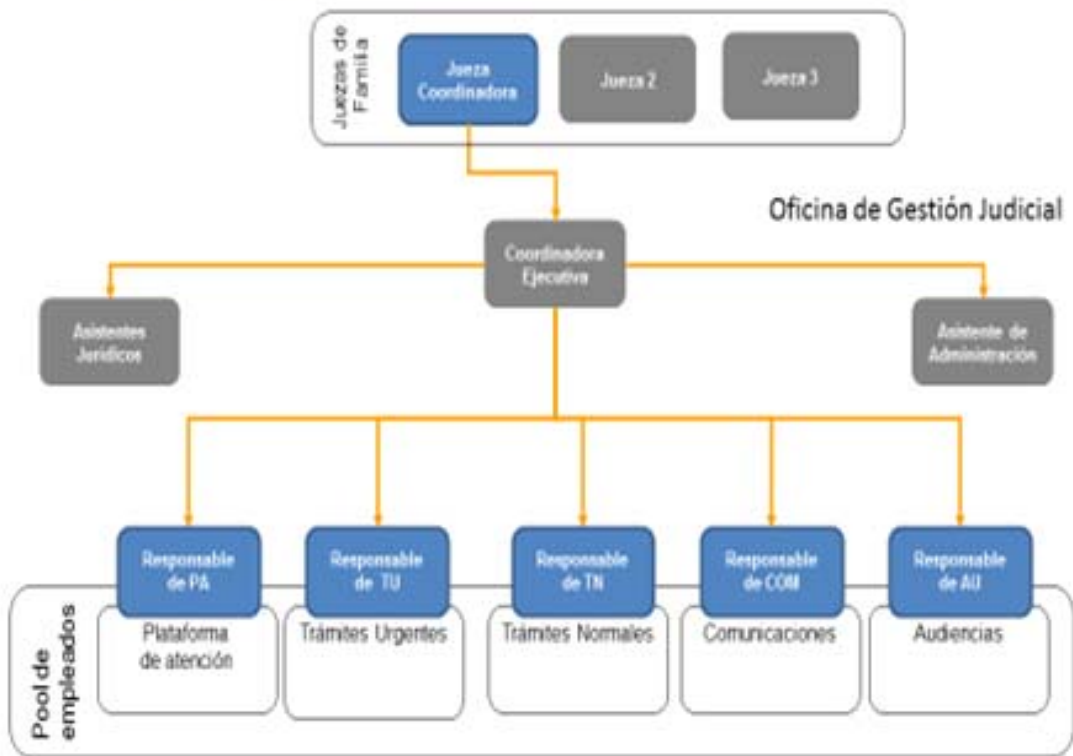 Juezas de
Familia
Jueza
Coordinadora
Jueza 2
Jueza 3
Oficina de Gestión Judicial
Coordinadora
Ejecutiva
Asistentes
Jurídicos
Asistente de
Administración
Responsable
de PA
Responsable
de TU
Responsable
de TN
Responsable
de COM
Responsable
de AU
Pool de
empleados
Plataforma
de atención
Trámites Urgentes
Trámites Normales
Comunicaciones
Audiencias